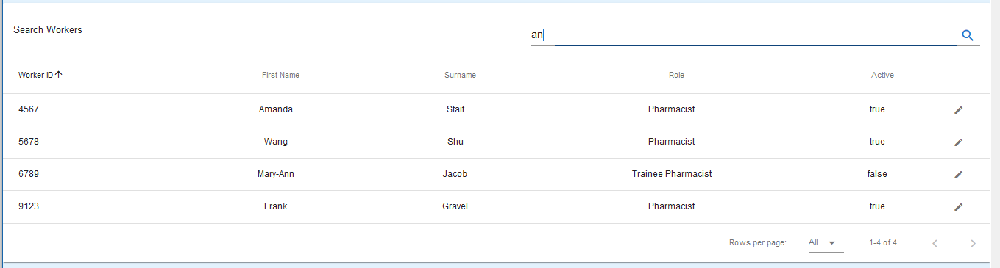 Search Workers
an
Worker ID First Name Surname Role Active
4567 Amanda Stait Pharmacist true
5678 Wang Shu Pharmacist true
6789 Mary-Ann Jacob Trainee Pharmacist false
9123 Frank Gravel Pharmacist true
Rows per page: All 1-4 of 4